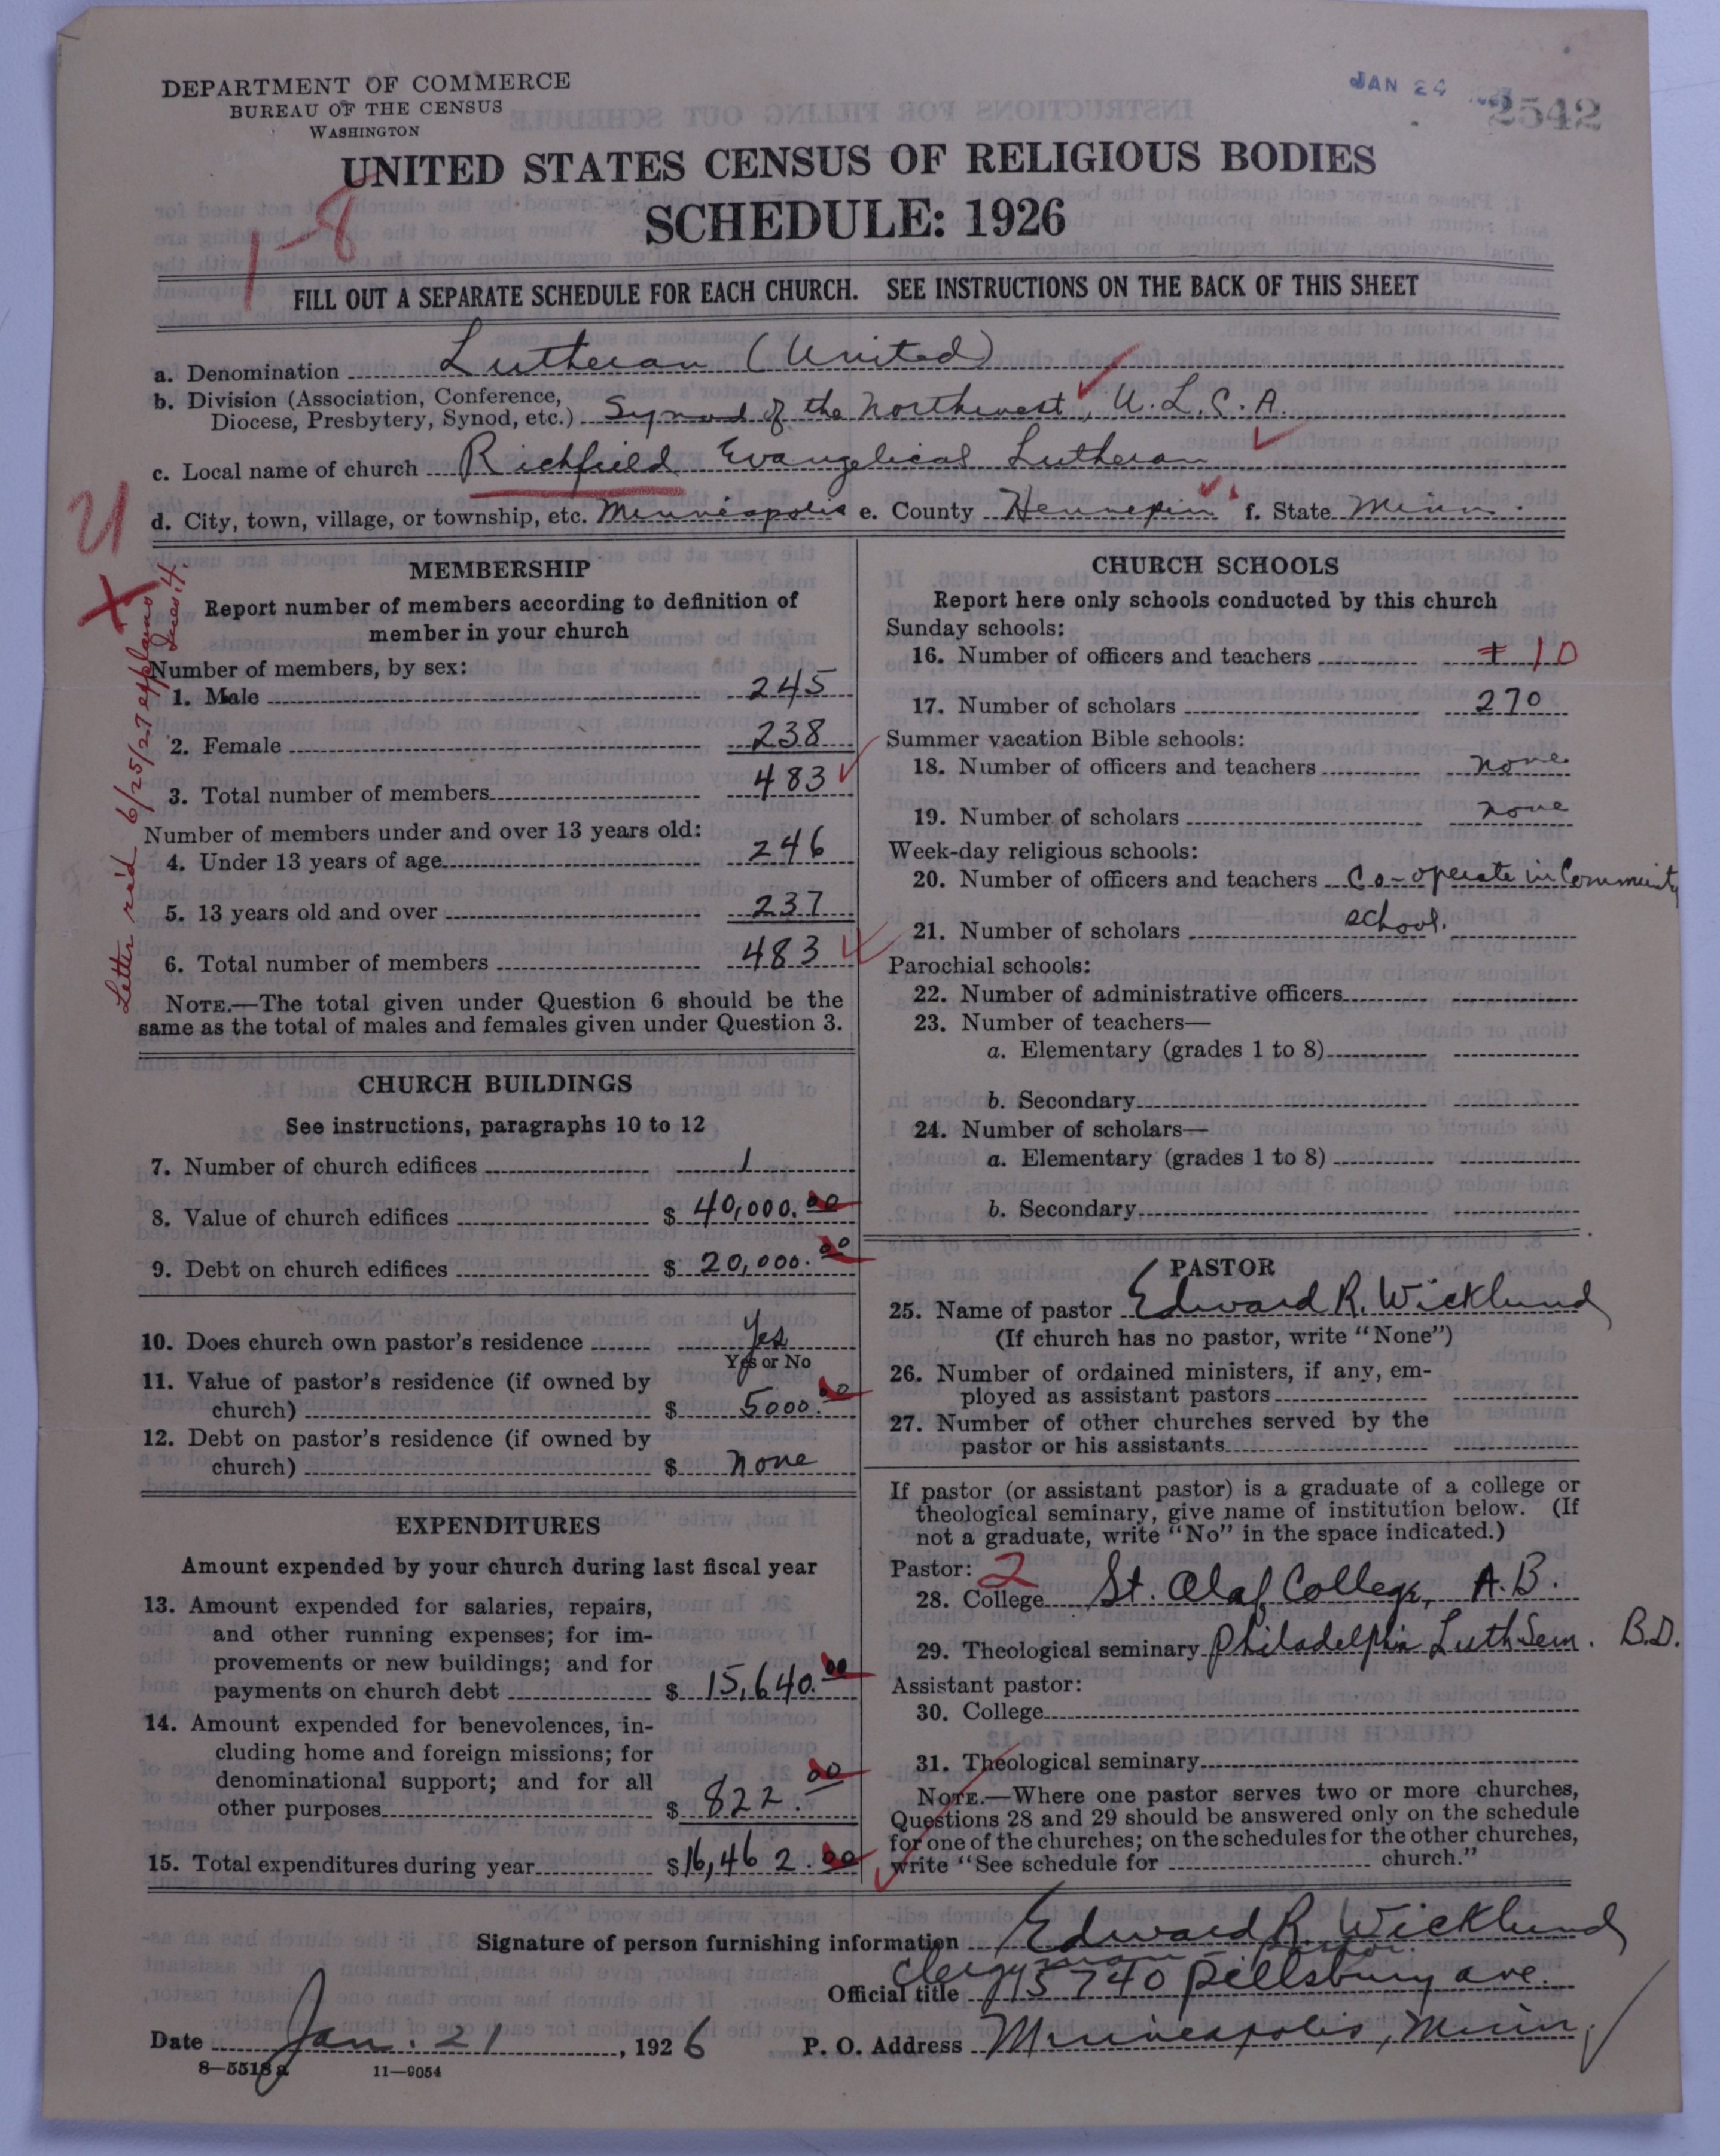 DEPARTMENT OF COMMERCE
BUREAU OF THE CENSUS
WASHINGTON
JAN 24
2542
UNITED STATES CENSUS OF RELIGIOUS BODIES
SCHEDULE: 1926
1-8
FILL OUT A SEPARATE SCHEDULE FOR EACH CHURCH. SEE INSTRUCTIONS ON THE BACK OF THIS SHEET
a. Denomination Lutheran (United)
b. Division (Association, Conference,
Diocese, Presbytery, Synod, etc.) Synod of the Northwest, U.L.C.A.
c. Local name of church Richfield Evangelical Lutheran
d. City, town, village, or township, etc. Minneapolis e. County Hennepin f. State Minn.
U
X
Letter rec'd 6/25/27 explains Ques. 4.
MEMBERSHIP
Report number of members according to definition of
member in your church
Number of members, by sex:
1. Male 245
2. Female 238
3. Total number of members 483
Number of members under and over 13 years old:
4. Under 13 years of age 246
5. 13 years old and over 237
6. Total number of members 483
NOTE.—The total given under Question 6 should be the
same as the total of males and females given under Question 3.
CHURCH BUILDINGS
See instructions, paragraphs 10 to 12
7. Number of church edifices 1
8. Value of church edifices $ 40,000.00
9. Debt on church edifices $ 20,000.00
10. Does church own pastor's residence Yes
Yes or No
11. Value of pastor's residence (if owned by
church) $ 5000.00
12. Debt on pastor's residence (if owned by
church) $ none
EXPENDITURES
Amount expended by your church during last fiscal year
13. Amount expended for salaries, repairs,
and other running expenses; for im-
provements or new buildings; and for
payments on church debt $ 15,640.00
14. Amount expended for benevolences, in-
cluding home and foreign missions; for
denominational support; and for all
other purposes $ 822.00
15. Total expenditures during year $16,462.00
CHURCH SCHOOLS
Report here only schools conducted by this church
Sunday schools:
16. Number of officers and teachers 10
17. Number of scholars 270
Summer vacation Bible schools:
18. Number of officers and teachers none
19. Number of scholars none
Week-day religious schools:
20. Number of officers and teachers Co-operate in Community
21. Number of scholars school.
Parochial schools:
22. Number of administrative officers
23. Number of teachers—
a. Elementary (grades 1 to 8)
b. Secondary
24. Number of scholars—
a. Elementary (grades 1 to 8)
b. Secondary
PASTOR
25. Name of pastor Edward R. Wicklund
(If church has no pastor, write "None")
26. Number of ordained ministers, if any, em-
ployed as assistant pastors
27. Number of other churches served by the
pastor or his assistants
If pastor (or assistant pastor) is a graduate of a college or
theological seminary, give name of institution below. (If
not a graduate, write "No" in the space indicated.)
Pastor: 2
28. College St. Olaf College, A.B.
29. Theological seminary Philadelphia Luth Sem. B.D.
Assistant pastor:
30. College
31. Theological seminary
NOTE.—Where one pastor serves two or more churches,
Questions 28 and 29 should be answered only on the schedule
for one of the churches; on the schedules for the other churches,
write "See schedule for church."
Signature of person furnishing information Edward R. Wicklund
Clergyman - Pastor.
Official title 5740 Pillsbury ave.
Date Jan. 21, 1926 P. O. Address Minneapolis, Minn.
8—5518 a 11—9054